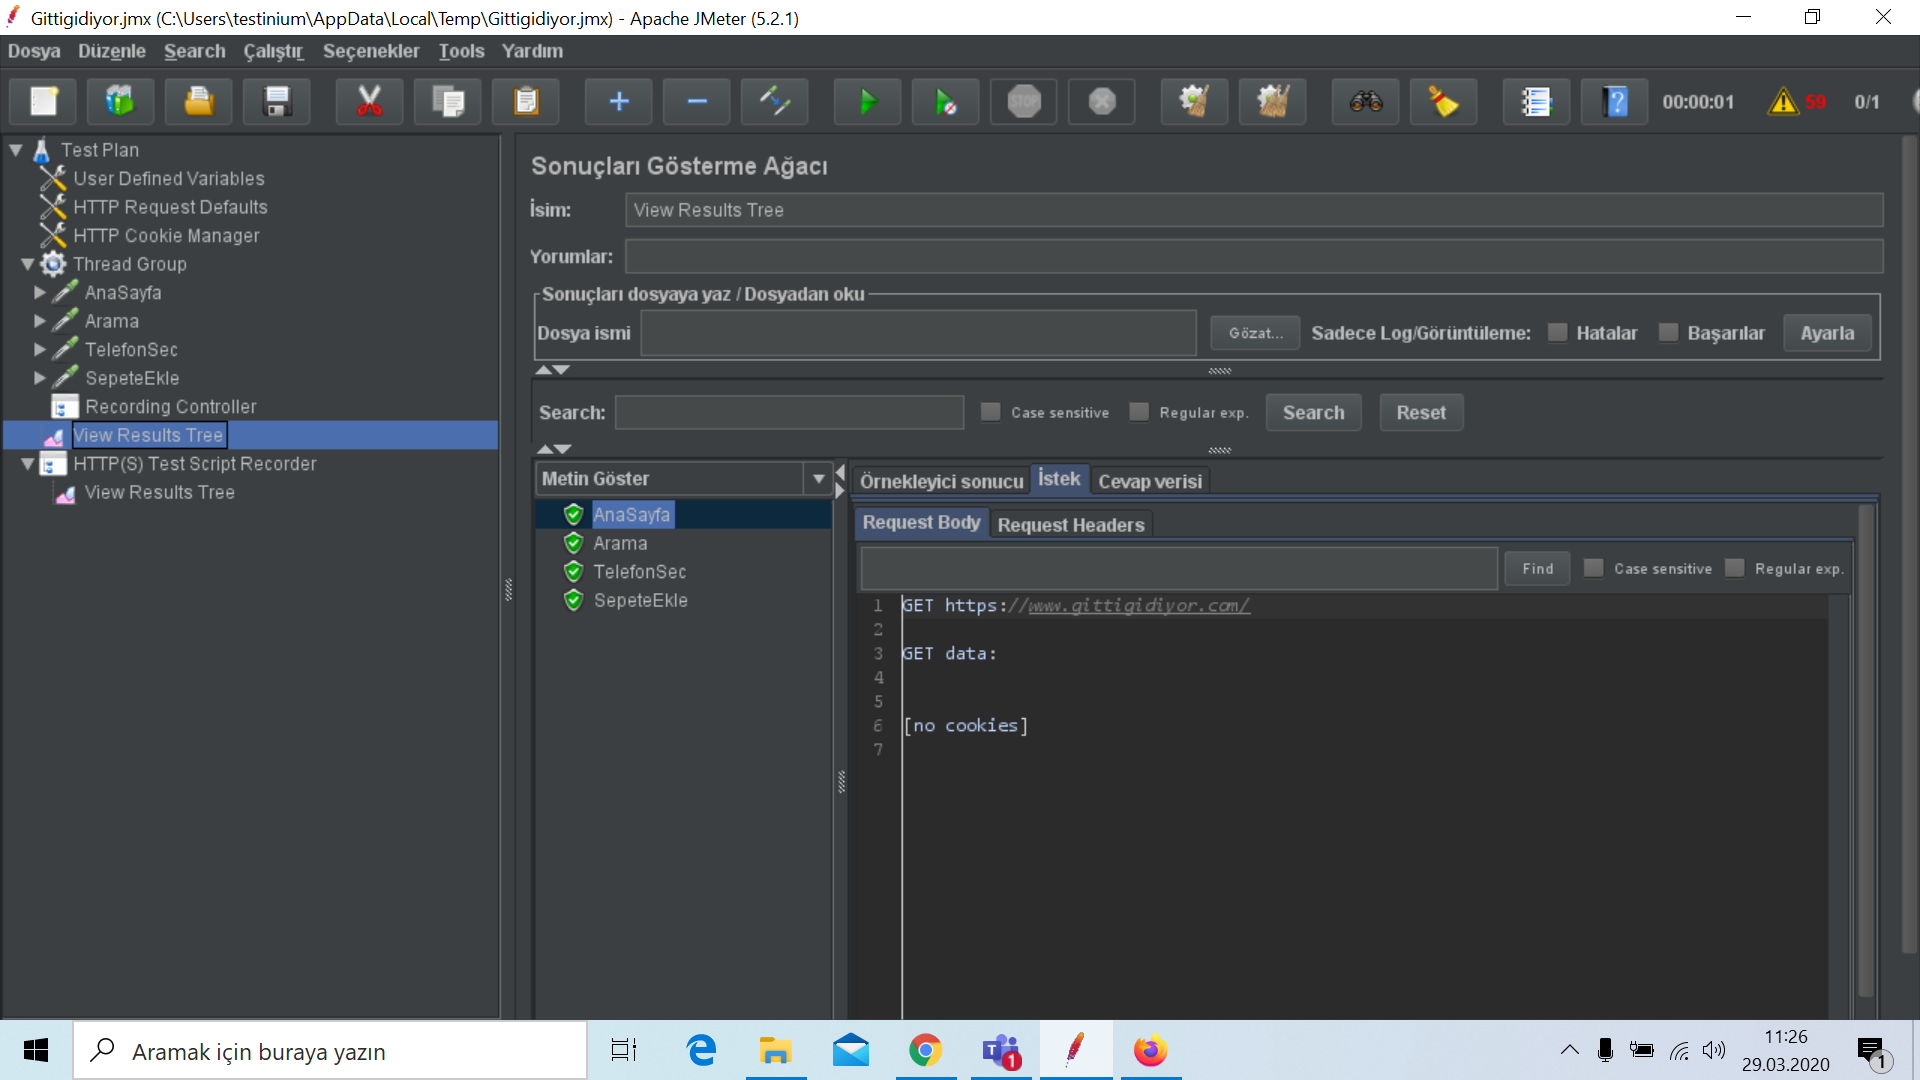 Gittigidiyor.jmx (C:\Users\testinium\AppData\Local\Temp\Gittigidiyor.jmx) - Apache JMeter (5.2.1)
Dosya Düzenle Search Çalıştır Seçenekler Tools Yardım
STOP 00:00:01 59 0/1
Test Plan
User Defined Variables
HTTP Request Defaults
HTTP Cookie Manager
Thread Group
AnaSayfa
Arama
TelefonSec
SepeteEkle
Recording Controller
View Results Tree
HTTP(S) Test Script Recorder
View Results Tree
Sonuçları Gösterme Ağacı
İsim: View Results Tree
Yorumlar:
Sonuçları dosyaya yaz / Dosyadan oku
Dosya ismi Gözat... Sadece Log/Görüntüleme: Hatalar Başarılar Ayarla
Search: Case sensitive Regular exp. Search Reset
Metin Göster
AnaSayfa
Arama
TelefonSec
SepeteEkle
Örnekleyici sonucu İstek Cevap verisi
Request Body Request Headers
Find Case sensitive Regular exp.
1 GET https://www.gittigidiyor.com/
2
3 GET data:
4
5
6 [no cookies]
7
Aramak için buraya yazın
1
11:26
29.03.2020
1